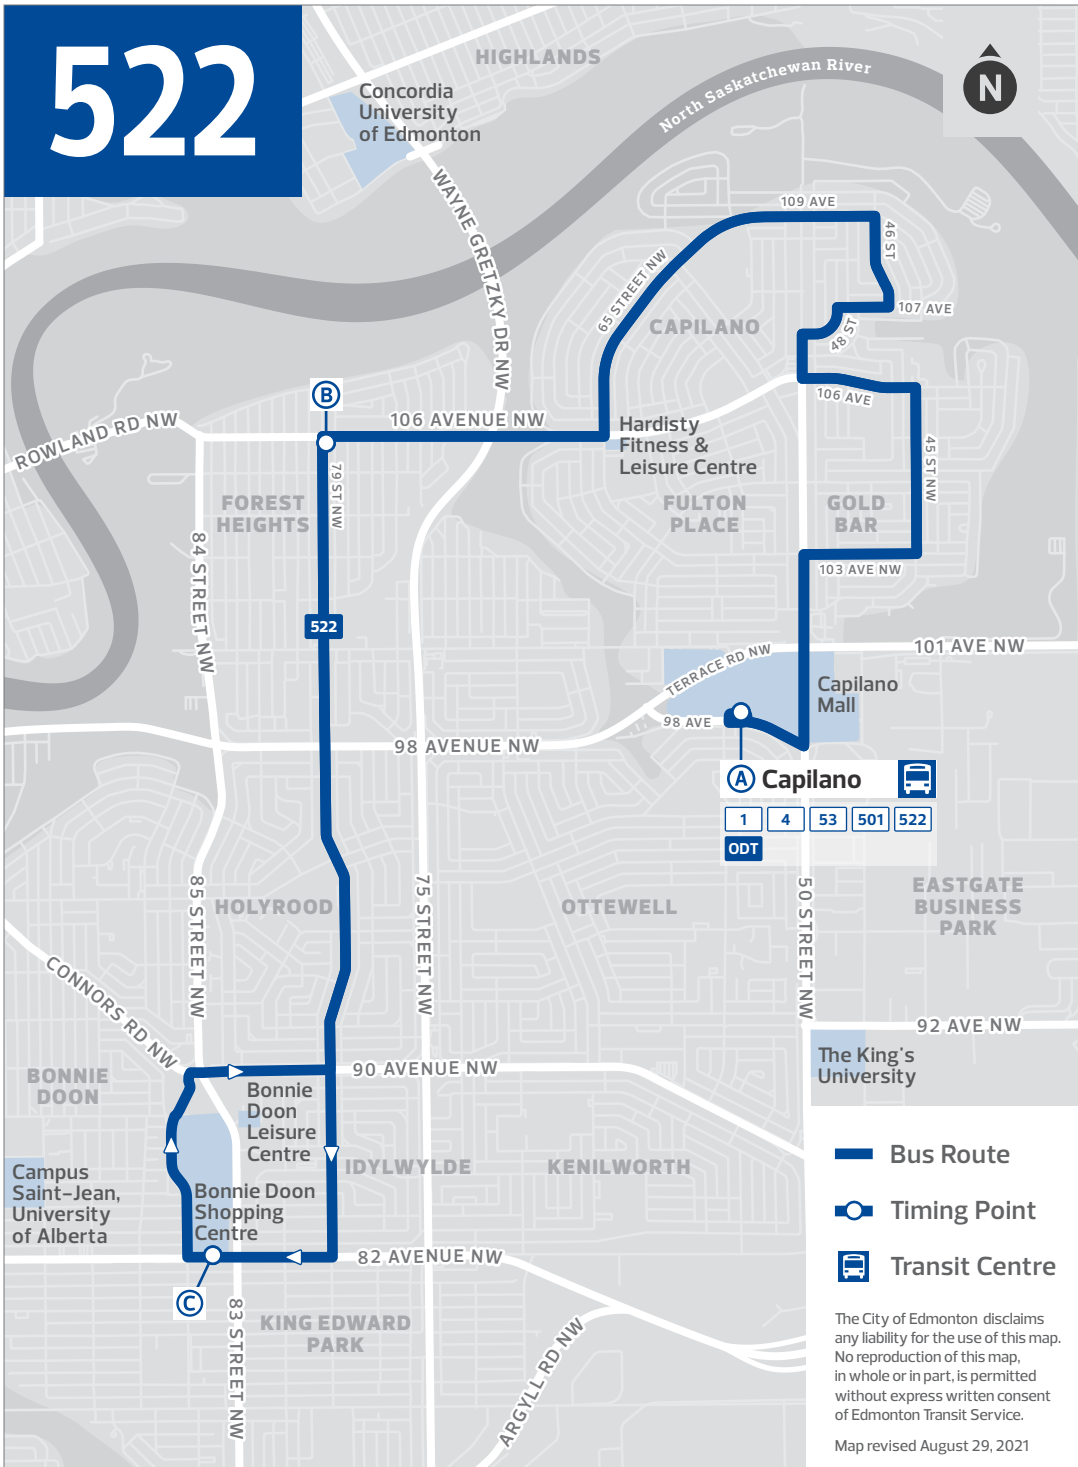 522
HIGHLANDS
Concordia
University
of Edmonton
North Saskatchewan River
N
WAYNE GRETZKY DR NW
109 AVE
46 ST
65 STREET NW
107 AVE
CAPILANO
48 ST
B
106 AVE
106 AVENUE NW
ROWLAND RD NW
Hardisty
Fitness &
Leisure Centre
79 ST NW
45 ST NW
FOREST
HEIGHTS
FULTON
PLACE
GOLD
BAR
84 STREET NW
103 AVE NW
522
TERRACE RD NW
101 AVE NW
Capilano
Mall
98 AVE
98 AVENUE NW
A Capilano
1 4 53 501 522
ODT
85 STREET NW
HOLYROOD
75 STREET NW
OTTEWELL
50 STREET NW
EASTGATE
BUSINESS
PARK
CONNORS RD NW
92 AVE NW
The King's
University
BONNIE
DOON
90 AVENUE NW
Bonnie
Doon
Leisure
Centre
IDYLWYLDE
KENILWORTH
Campus
Saint-Jean,
University
of Alberta
Bonnie Doon
Shopping
Centre
82 AVENUE NW
C
83 STREET NW
KING EDWARD
PARK
ARGYLL RD NW
Bus Route
Timing Point
Transit Centre
The City of Edmonton disclaims
any liability for the use of this map.
No reproduction of this map,
in whole or in part, is permitted
without express written consent
of Edmonton Transit Service.
Map revised August 29, 2021